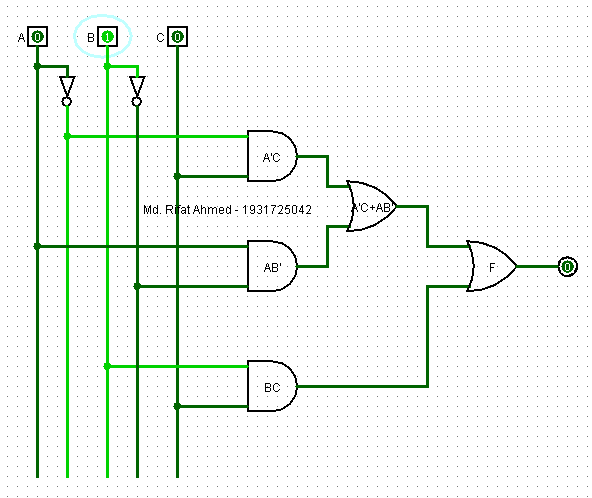 A 0 B 1 C 0
A'C
Md. Rifat Ahmed - 1931725042
A'C+AB'
AB'
F
0
BC